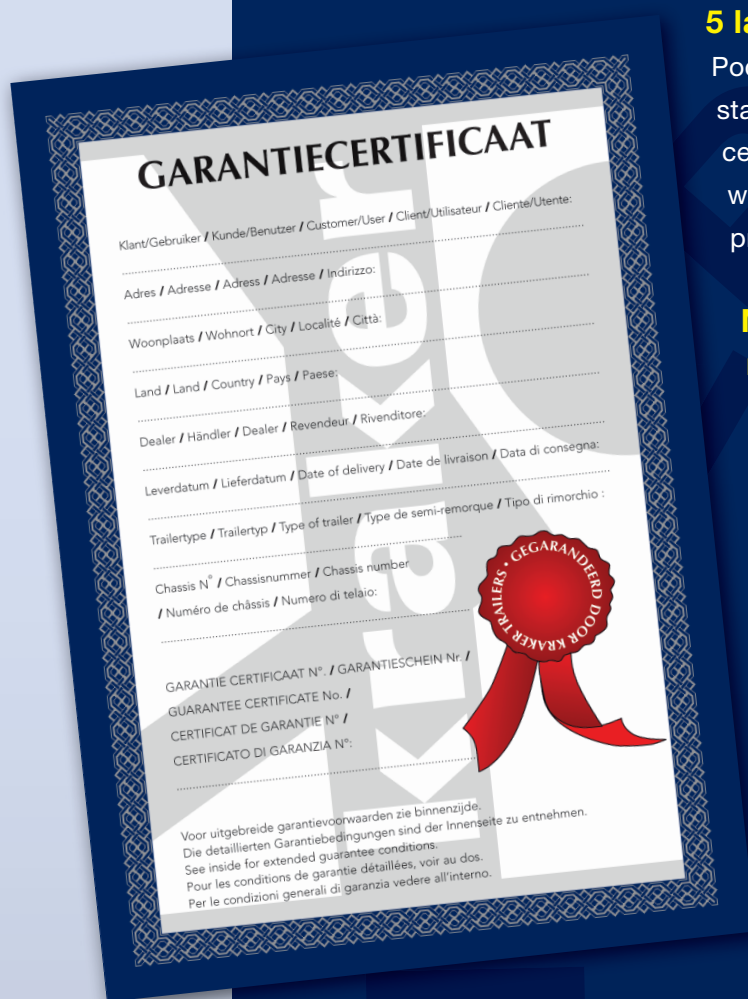 GARANTIECERTIFICAAT
Klant/Gebruiker / Kunde/Benutzer / Customer/User / Client/Utilisateur / Cliente/Utente:
Adres / Adresse / Adress / Adresse / Indirizzo:
Woonplaats / Wohnort / City / Localité / Città:
Land / Land / Country / Pays / Paese:
Dealer / Händler / Dealer / Revendeur / Rivenditore:
Leverdatum / Lieferdatum / Date of delivery / Date de livraison / Data di consegna:
Trailertype / Trailertyp / Type of trailer / Type de semi-remorque / Tipo di rimorchio :
Chassis N° / Chassisnummer / Chassis number
/ Numéro de châssis / Numero di telaio:
GEGARANDEERD DOOR KRAKER TRAILERS •
GARANTIE CERTIFICAAT N°. / GARANTIESCHEIN Nr. /
GUARANTEE CERTIFICATE No. /
CERTIFICAT DE GARANTIE N° /
CERTIFICATO DI GARANZIA N°:
Voor uitgebreide garantievoorwaarden zie binnenzijde.
Die detaillierten Garantiebedingungen sind der Innenseite zu entnehmen.
See inside for extended guarantee conditions.
Pour les conditions de garantie détaillées, voir au dos.
Per le condizioni generali di garanzia vedere all'interno.
kraker
5